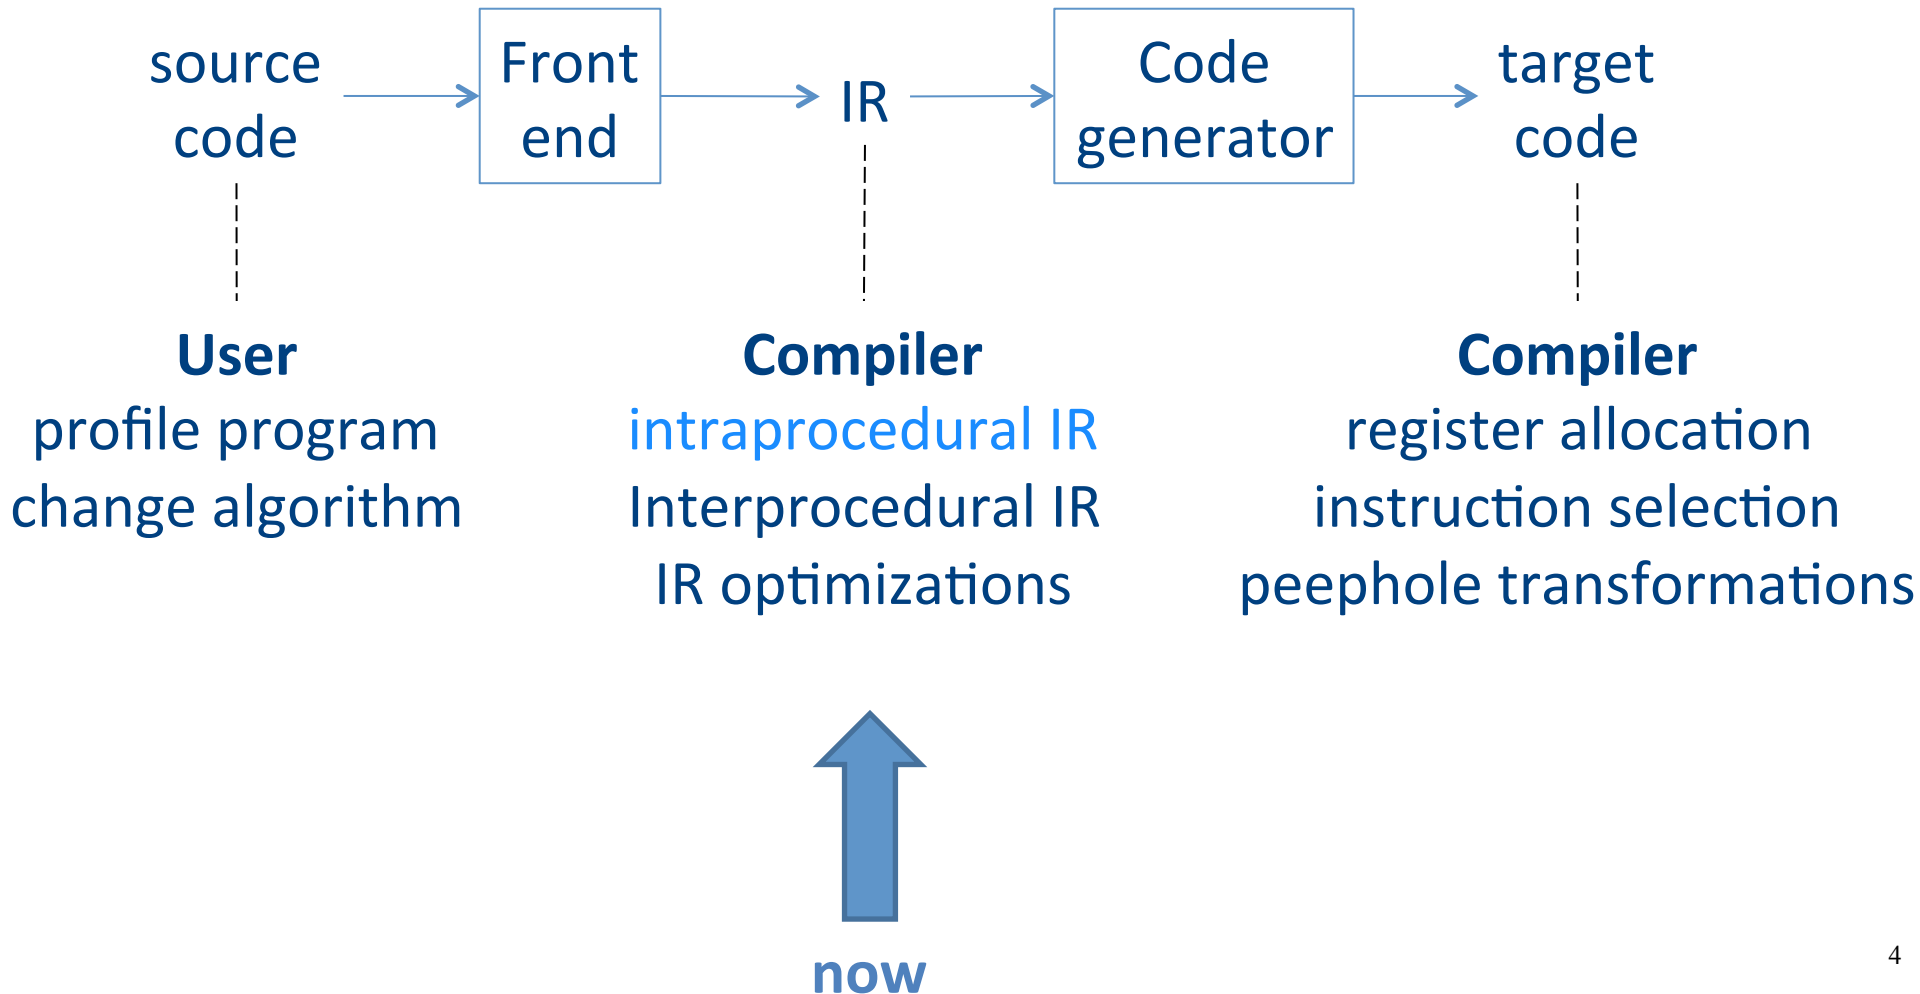 source
code
Front
end
IR
Code
generator
target
code
User
profile program
change algorithm
Compiler
intraprocedural IR
Interprocedural IR
IR optimizations
Compiler
register allocation
instruction selection
peephole transformations
now
4